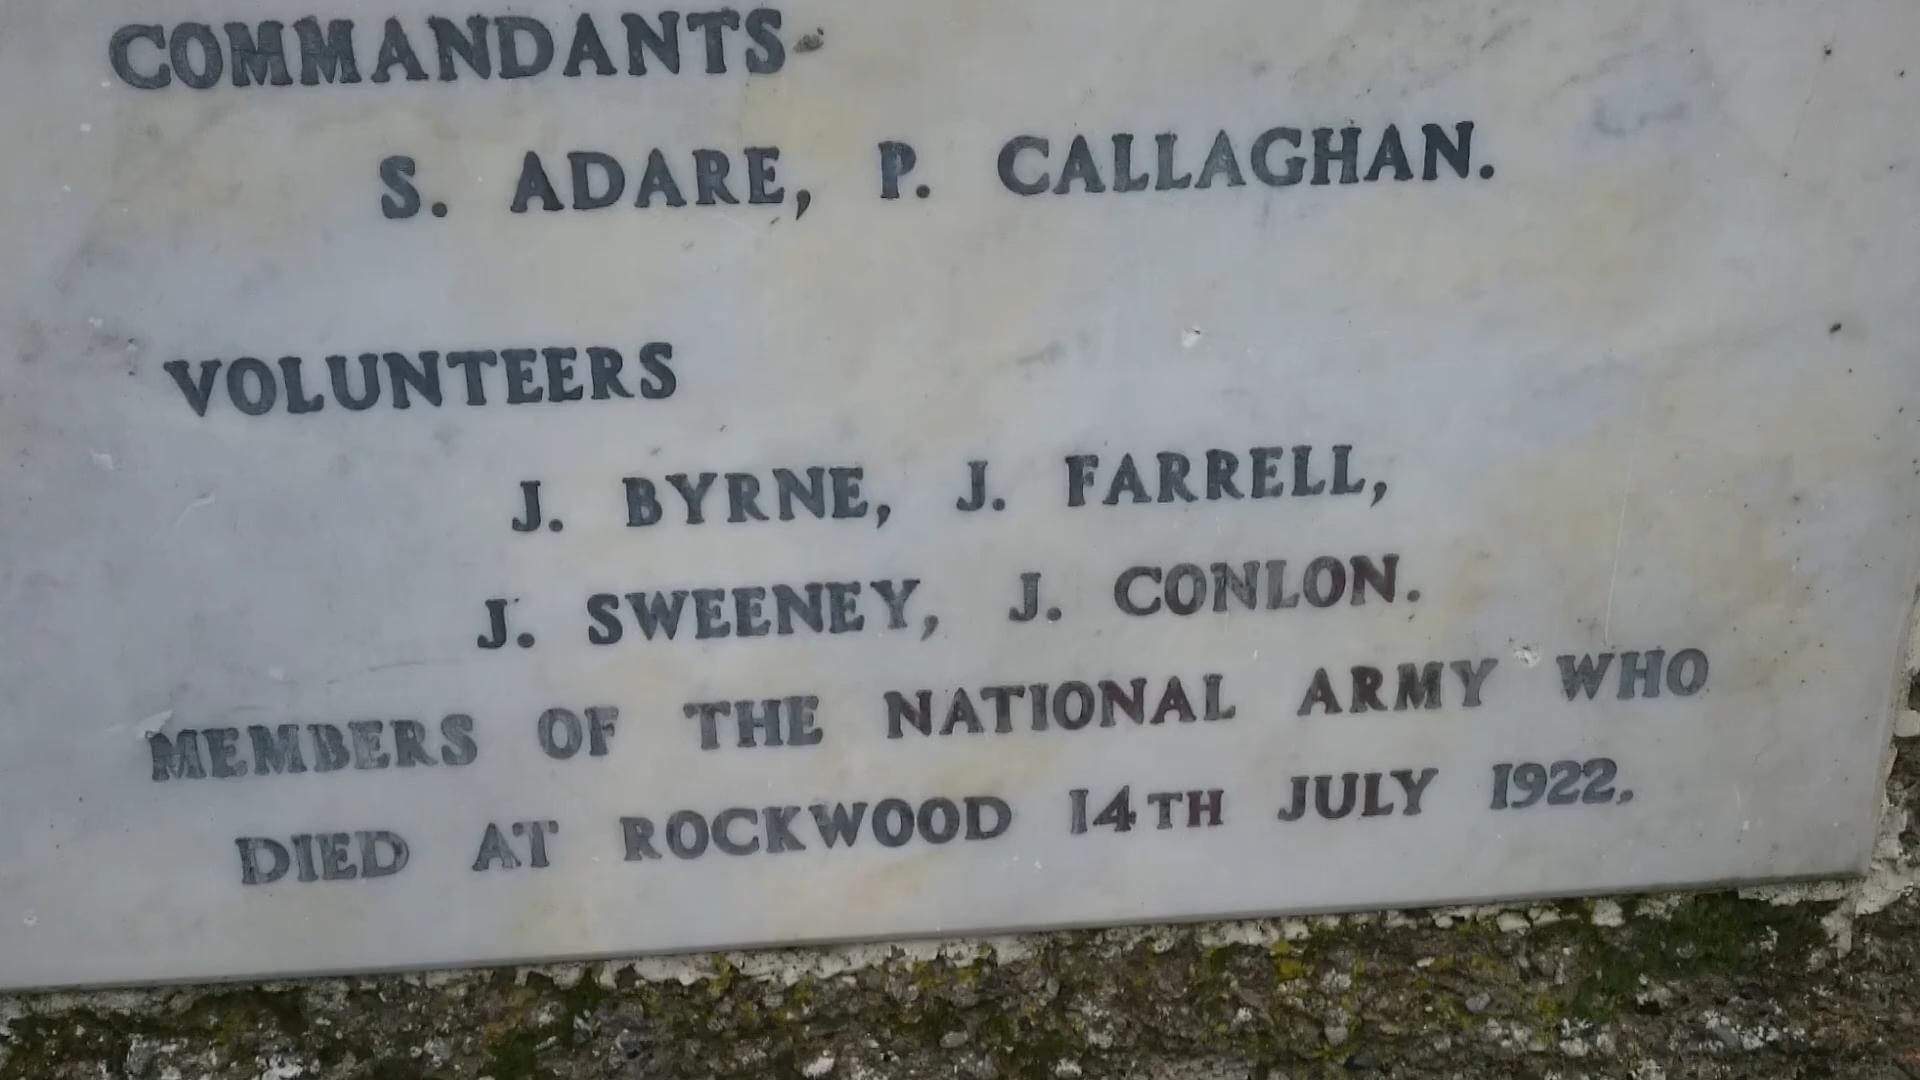 COMMANDANTS
S. ADARE, P. CALLAGHAN.
VOLUNTEERS
J. BYRNE, J. FARRELL,
J. SWEENEY, J. CONLON.
MEMBERS OF THE NATIONAL ARMY WHO
DIED AT ROCKWOOD 14TH JULY 1922.